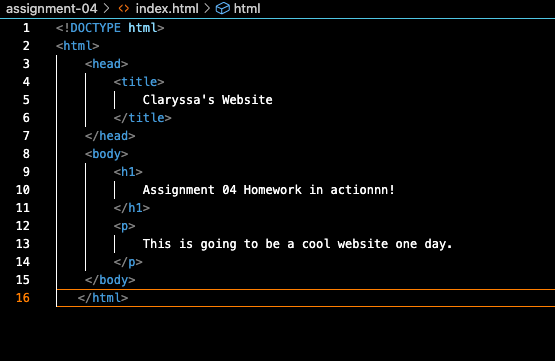 assignment-04 > <> index.html > html
1 <!DOCTYPE html>
2 <html>
3 <head>
4 <title>
5 Claryssa's Website
6 </title>
7 </head>
8 <body>
9 <h1>
10 Assignment 04 Homework in actionnn!
11 </h1>
12 <p>
13 This is going to be a cool website one day.
14 </p>
15 </body>
16 </html>